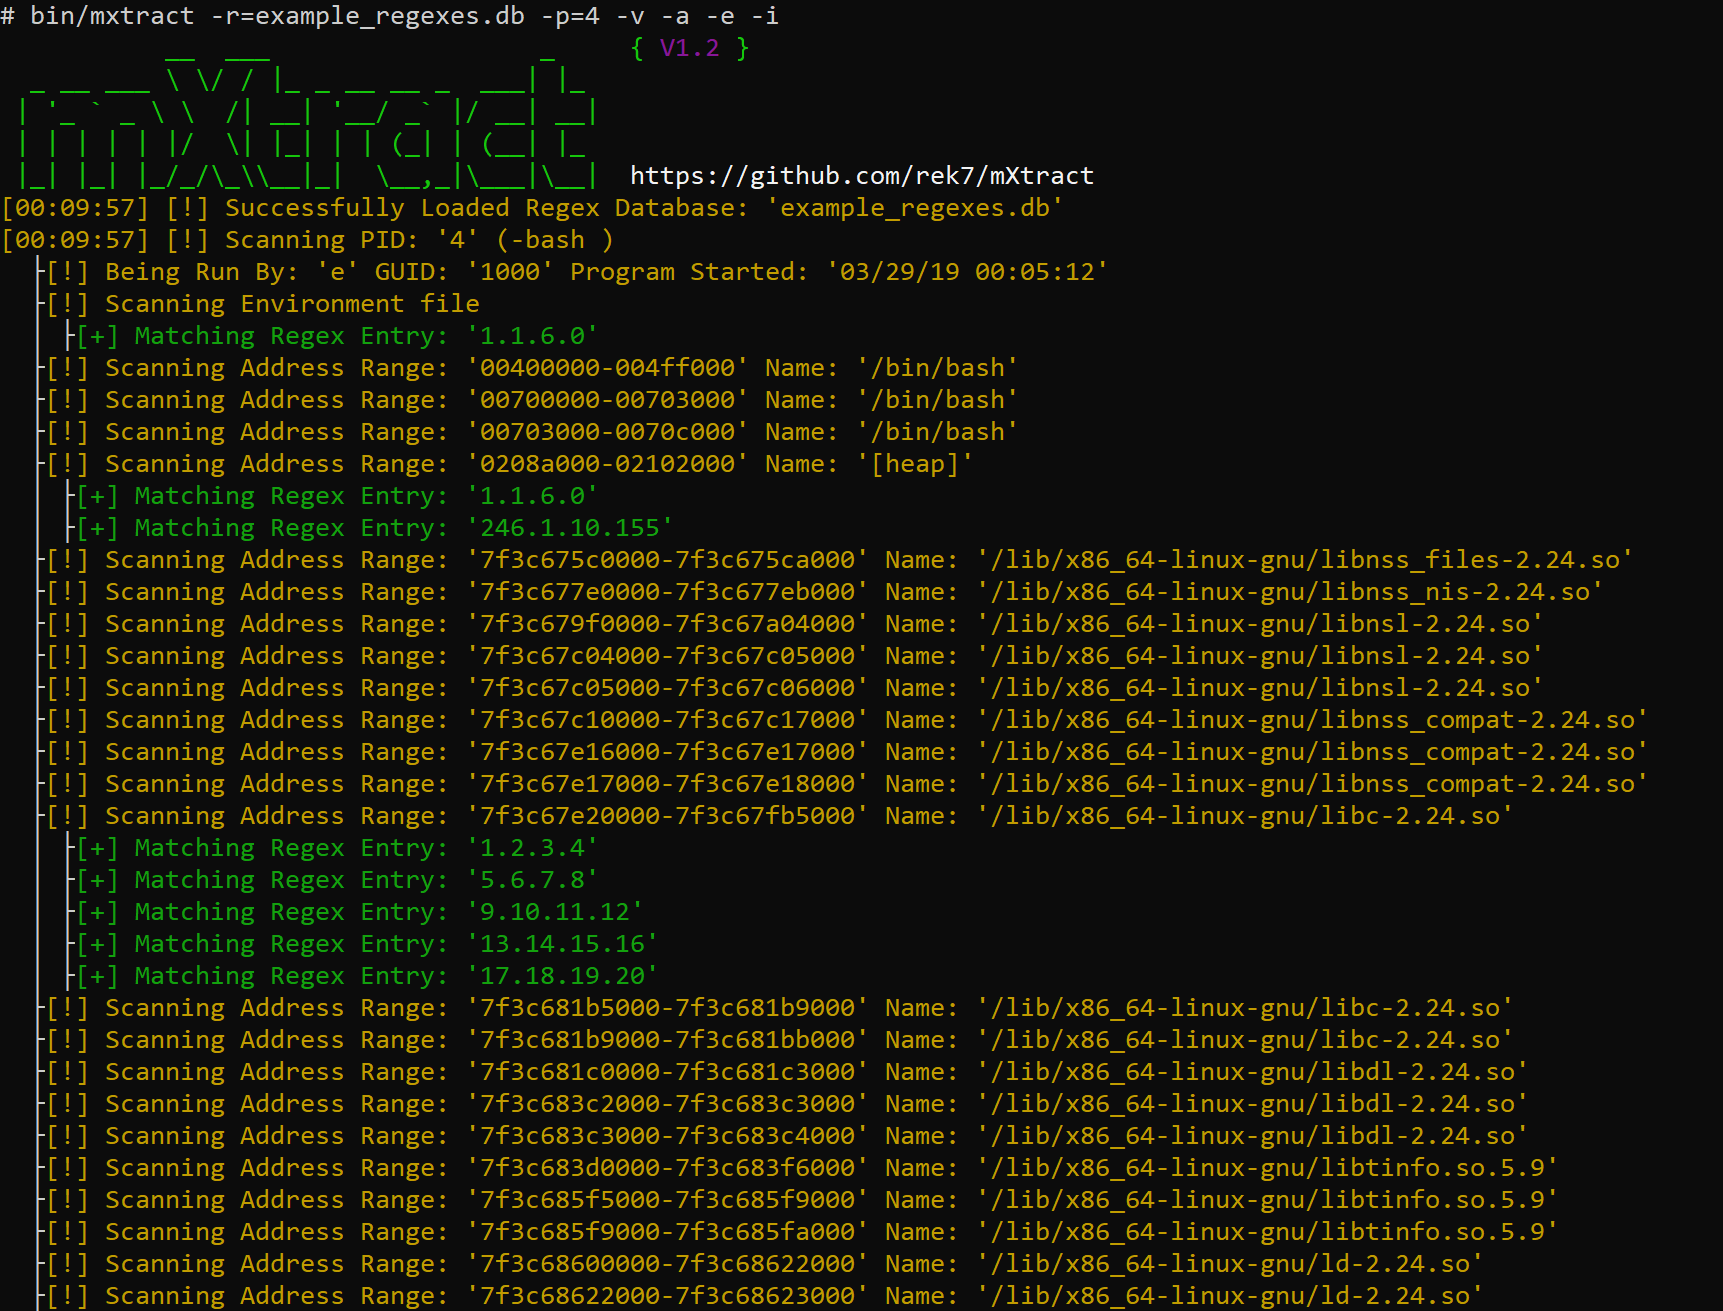 # bin/mxtract -r=example_regexes.db -p=4 -v -a -e -i
{ V1.2 }
mXtract
https://github.com/rek7/mXtract
[00:09:57] [!] Successfully Loaded Regex Database: 'example_regexes.db'
[00:09:57] [!] Scanning PID: '4' (-bash )
[!] Being Run By: 'e' GUID: '1000' Program Started: '03/29/19 00:05:12'
[!] Scanning Environment file
[+] Matching Regex Entry: '1.1.6.0'
[!] Scanning Address Range: '00400000-004ff000' Name: '/bin/bash'
[!] Scanning Address Range: '00700000-00703000' Name: '/bin/bash'
[!] Scanning Address Range: '00703000-0070c000' Name: '/bin/bash'
[!] Scanning Address Range: '0208a000-02102000' Name: '[heap]'
[+] Matching Regex Entry: '1.1.6.0'
[+] Matching Regex Entry: '246.1.10.155'
[!] Scanning Address Range: '7f3c675c0000-7f3c675ca000' Name: '/lib/x86_64-linux-gnu/libnss_files-2.24.so'
[!] Scanning Address Range: '7f3c677e0000-7f3c677eb000' Name: '/lib/x86_64-linux-gnu/libnss_nis-2.24.so'
[!] Scanning Address Range: '7f3c679f0000-7f3c67a04000' Name: '/lib/x86_64-linux-gnu/libnsl-2.24.so'
[!] Scanning Address Range: '7f3c67c04000-7f3c67c05000' Name: '/lib/x86_64-linux-gnu/libnsl-2.24.so'
[!] Scanning Address Range: '7f3c67c05000-7f3c67c06000' Name: '/lib/x86_64-linux-gnu/libnsl-2.24.so'
[!] Scanning Address Range: '7f3c67c10000-7f3c67c17000' Name: '/lib/x86_64-linux-gnu/libnss_compat-2.24.so'
[!] Scanning Address Range: '7f3c67e16000-7f3c67e17000' Name: '/lib/x86_64-linux-gnu/libnss_compat-2.24.so'
[!] Scanning Address Range: '7f3c67e17000-7f3c67e18000' Name: '/lib/x86_64-linux-gnu/libnss_compat-2.24.so'
[!] Scanning Address Range: '7f3c67e20000-7f3c67fb5000' Name: '/lib/x86_64-linux-gnu/libc-2.24.so'
[+] Matching Regex Entry: '1.2.3.4'
[+] Matching Regex Entry: '5.6.7.8'
[+] Matching Regex Entry: '9.10.11.12'
[+] Matching Regex Entry: '13.14.15.16'
[+] Matching Regex Entry: '17.18.19.20'
[!] Scanning Address Range: '7f3c681b5000-7f3c681b9000' Name: '/lib/x86_64-linux-gnu/libc-2.24.so'
[!] Scanning Address Range: '7f3c681b9000-7f3c681bb000' Name: '/lib/x86_64-linux-gnu/libc-2.24.so'
[!] Scanning Address Range: '7f3c681c0000-7f3c681c3000' Name: '/lib/x86_64-linux-gnu/libdl-2.24.so'
[!] Scanning Address Range: '7f3c683c2000-7f3c683c3000' Name: '/lib/x86_64-linux-gnu/libdl-2.24.so'
[!] Scanning Address Range: '7f3c683c3000-7f3c683c4000' Name: '/lib/x86_64-linux-gnu/libdl-2.24.so'
[!] Scanning Address Range: '7f3c683d0000-7f3c683f6000' Name: '/lib/x86_64-linux-gnu/libtinfo.so.5.9'
[!] Scanning Address Range: '7f3c685f5000-7f3c685f9000' Name: '/lib/x86_64-linux-gnu/libtinfo.so.5.9'
[!] Scanning Address Range: '7f3c685f9000-7f3c685fa000' Name: '/lib/x86_64-linux-gnu/libtinfo.so.5.9'
[!] Scanning Address Range: '7f3c68600000-7f3c68622000' Name: '/lib/x86_64-linux-gnu/ld-2.24.so'
[!] Scanning Address Range: '7f3c68622000-7f3c68623000' Name: '/lib/x86_64-linux-gnu/ld-2.24.so'